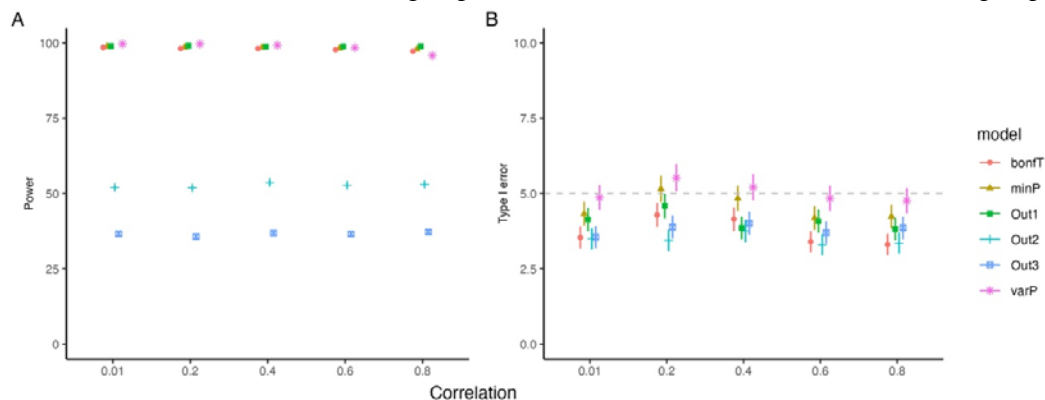 A
B
Power
100
75
50
25
0
0.01 0.2 0.4 0.6 0.8
Type I error
10.0
7.5
5.0
2.5
0.0
0.01 0.2 0.4 0.6 0.8
Correlation
model
bonfT
minP
Out1
Out2
Out3
varP